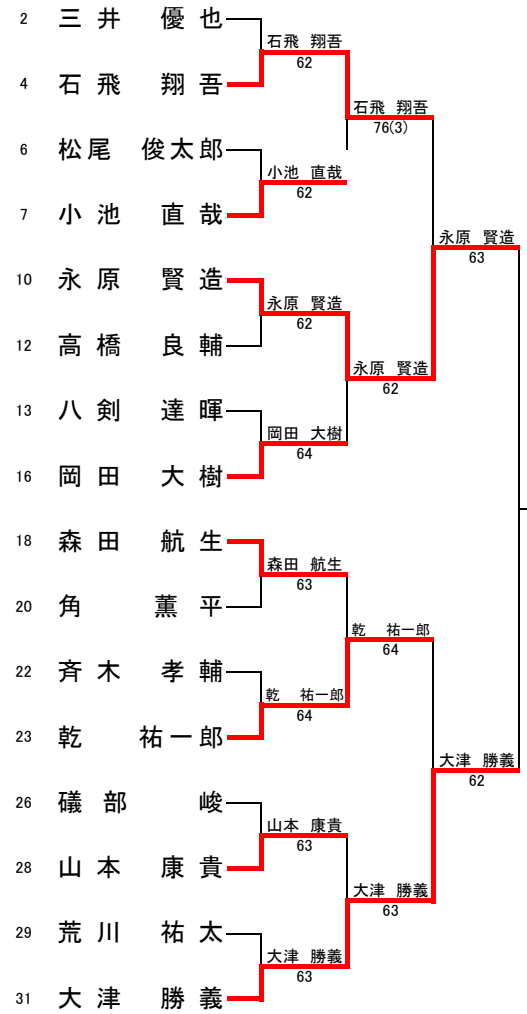 2 三井 優也
石飛 翔吾
62
4 石飛 翔吾
石飛 翔吾
76(3)
6 松尾 俊太郎
小池 直哉
62
7 小池 直哉
永原 賢造
63
10 永原 賢造
永原 賢造
62
12 高橋 良輔
永原 賢造
62
13 八剣 達暉
岡田 大樹
64
16 岡田 大樹
18 森田 航生
森田 航生
63
20 角 薫平
乾 祐一郎
64
22 斉木 孝輔
乾 祐一郎
64
23 乾 祐一郎
大津 勝義
62
26 礒部 峻
山本 康貴
63
28 山本 康貴
大津 勝義
63
29 荒川 祐太
大津 勝義
63
31 大津 勝義